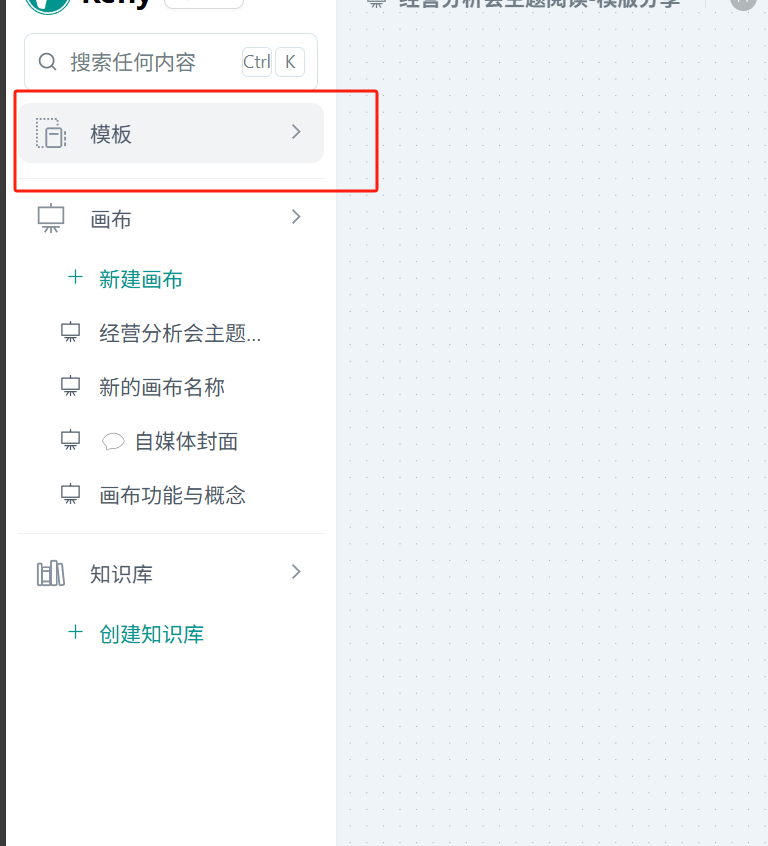 经营分析会主题阅读-模版分享
搜索任何内容 Ctrl K
模板
画布
+ 新建画布
经营分析会主题...
新的画布名称
自媒体封面
画布功能与概念
知识库
+ 创建知识库